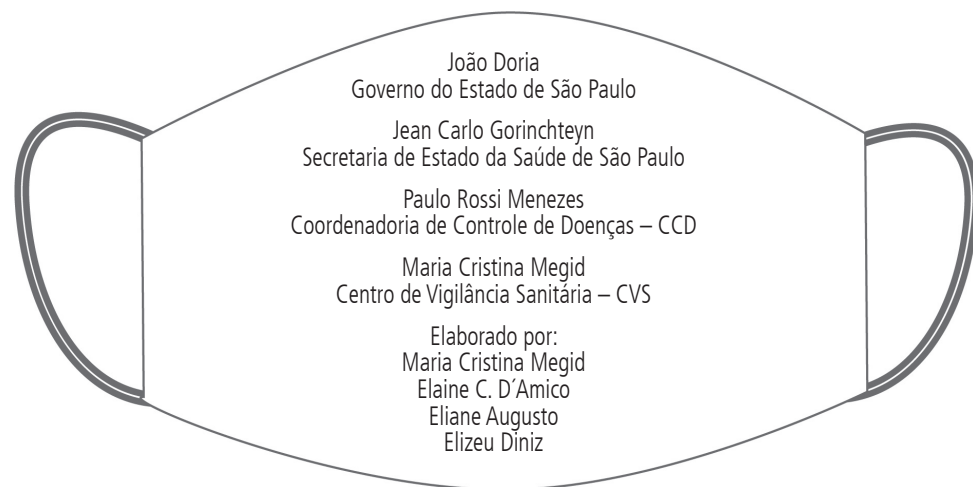 João Doria
Governo do Estado de São Paulo
Jean Carlo Gorinchteyn
Secretaria de Estado da Saúde de São Paulo
Paulo Rossi Menezes
Coordenadoria de Controle de Doenças – CCD
Maria Cristina Megid
Centro de Vigilância Sanitária – CVS
Elaborado por:
Maria Cristina Megid
Elaine C. D´Amico
Eliane Augusto
Elizeu Diniz